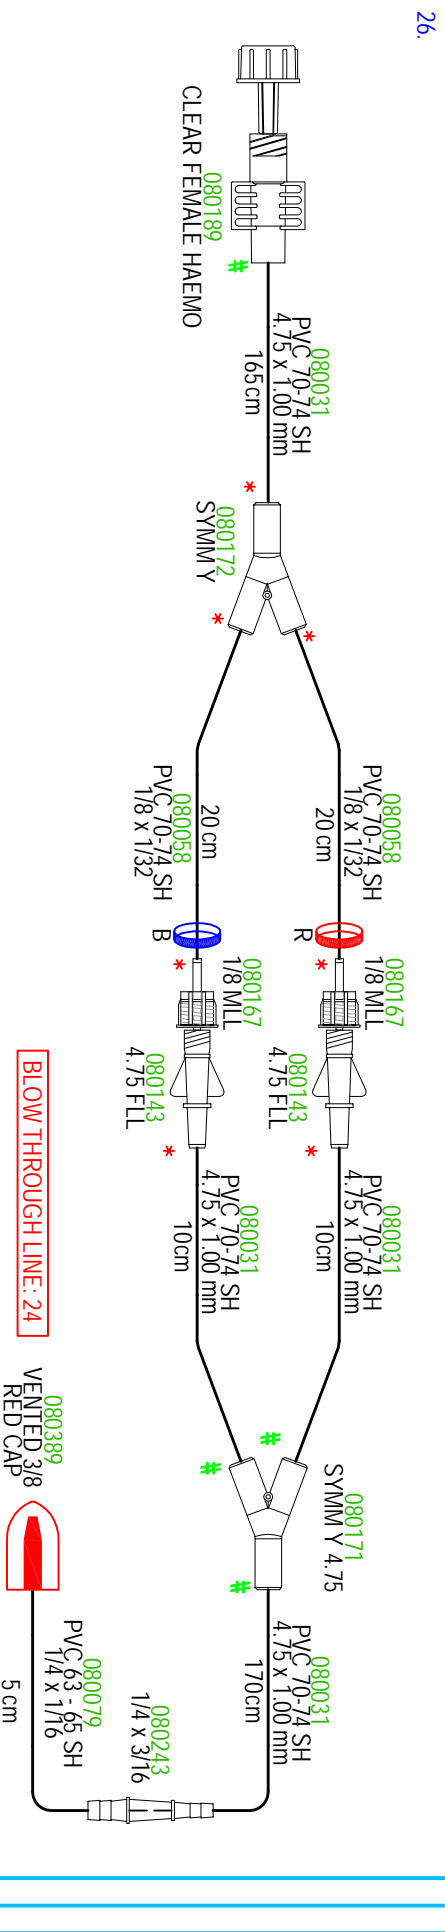 26.
080189
CLEAR FEMALE HAEMO
#
080031
PVC 70-74 SH
4.75 x 1.00 mm
165cm
*
080172
SYMM Y
*
*
080058
PVC 70-74 SH
1/8 x 1/32
20 cm
R
*
080167
1/8 MLL
080143
4.75 FLL
*
080031
PVC 70-74 SH
4.75 x 1.00 mm
10cm
20 cm
080058
PVC 70-74 SH
1/8 x 1/32
B
*
080167
1/8 MLL
080143
4.75 FLL
*
080031
PVC 70-74 SH
4.75 x 1.00 mm
10cm
#
#
080171
SYMM Y 4.75
#
080031
PVC 70-74 SH
4.75 x 1.00 mm
170cm
080243
1/4 x 3/16
080079
PVC 63 - 65 SH
1/4 x 1/16
5 cm
080389
VENTED 3/8
RED CAP
BLOW THROUGH LINE: 24